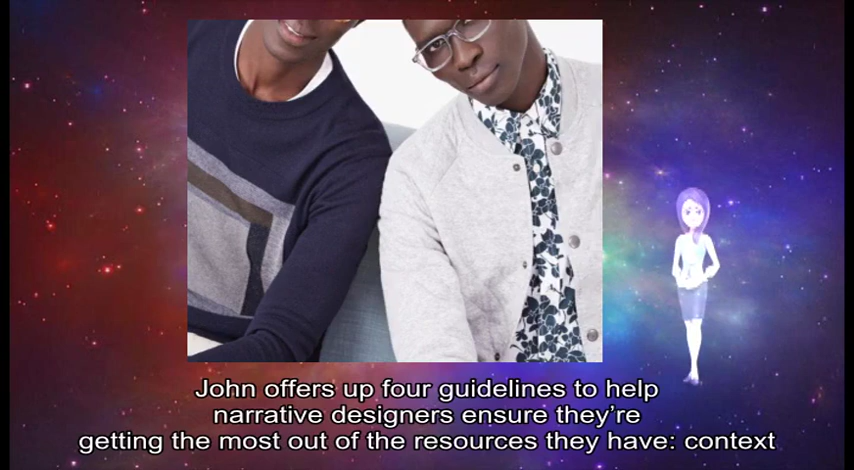 John offers up four guidelines to help
narrative designers ensure they’re
getting the most out of the resources they have: context